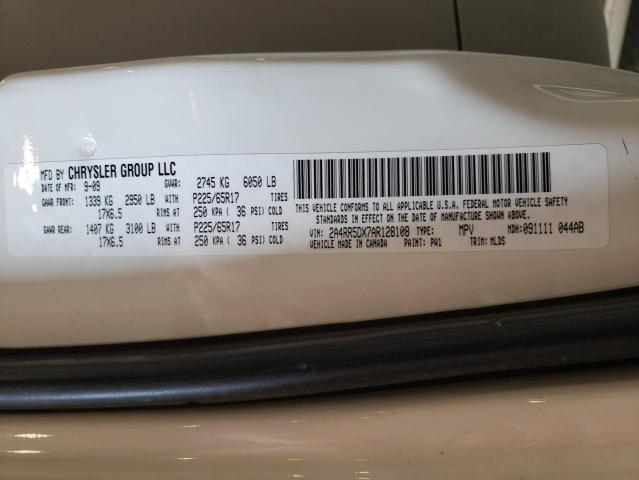 MFD BY CHRYSLER GROUP LLC
DATE OF MFR: 9-09 GVWR: 2745 KG 6050 LB
GAWR FRONT: 1339 KG 2950 LB WITH P225/65R17 TIRES
17X6.5 RIMS AT 250 KPA ( 36 PSI) COLD
GAWR REAR: 1407 KG 3100 LB WITH P225/65R17 TIRES
17X6.5 RIMS AT 250 KPA ( 36 PSI) COLD
THIS VEHICLE CONFORMS TO ALL APPLICABLE U.S.A. FEDERAL MOTOR VEHICLE SAFETY
STANDARDS IN EFFECT ON THE DATE OF MANUFACTURE SHOWN ABOVE.
VIN: 2A4RR5DX7AR128108 TYPE: MPV MDH: 091111 044AB
VEHICLE MADE IN CANADA PAINT: PW1 TRIM: MLDS